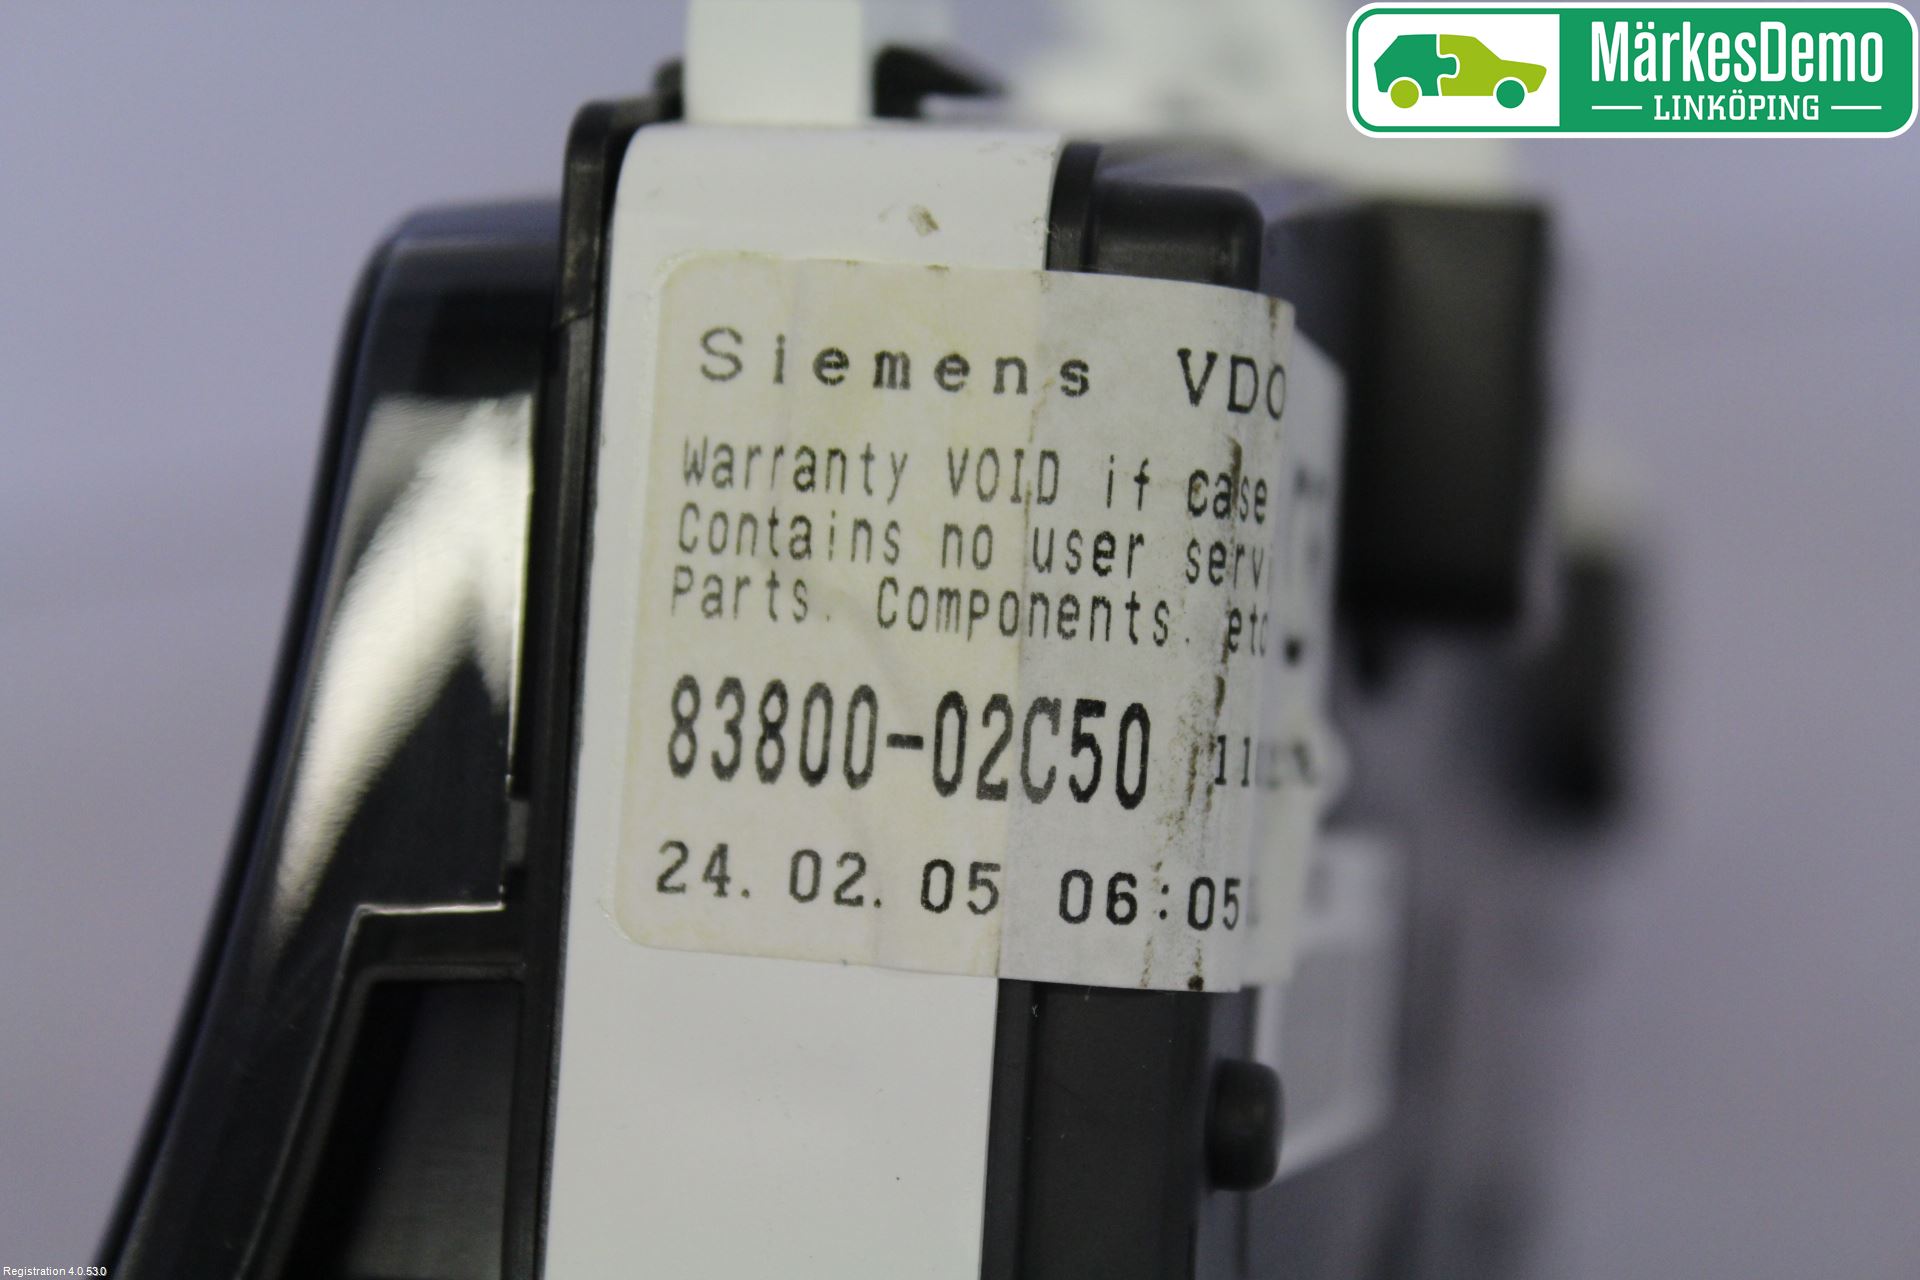 MärkesDemo
LINKÖPING
Siemens VDO
Warranty VOID if case
Contains no user serv
Parts. Components. etc
83800-02C50
24.02.05 06:05
Registration 4.0.53.0